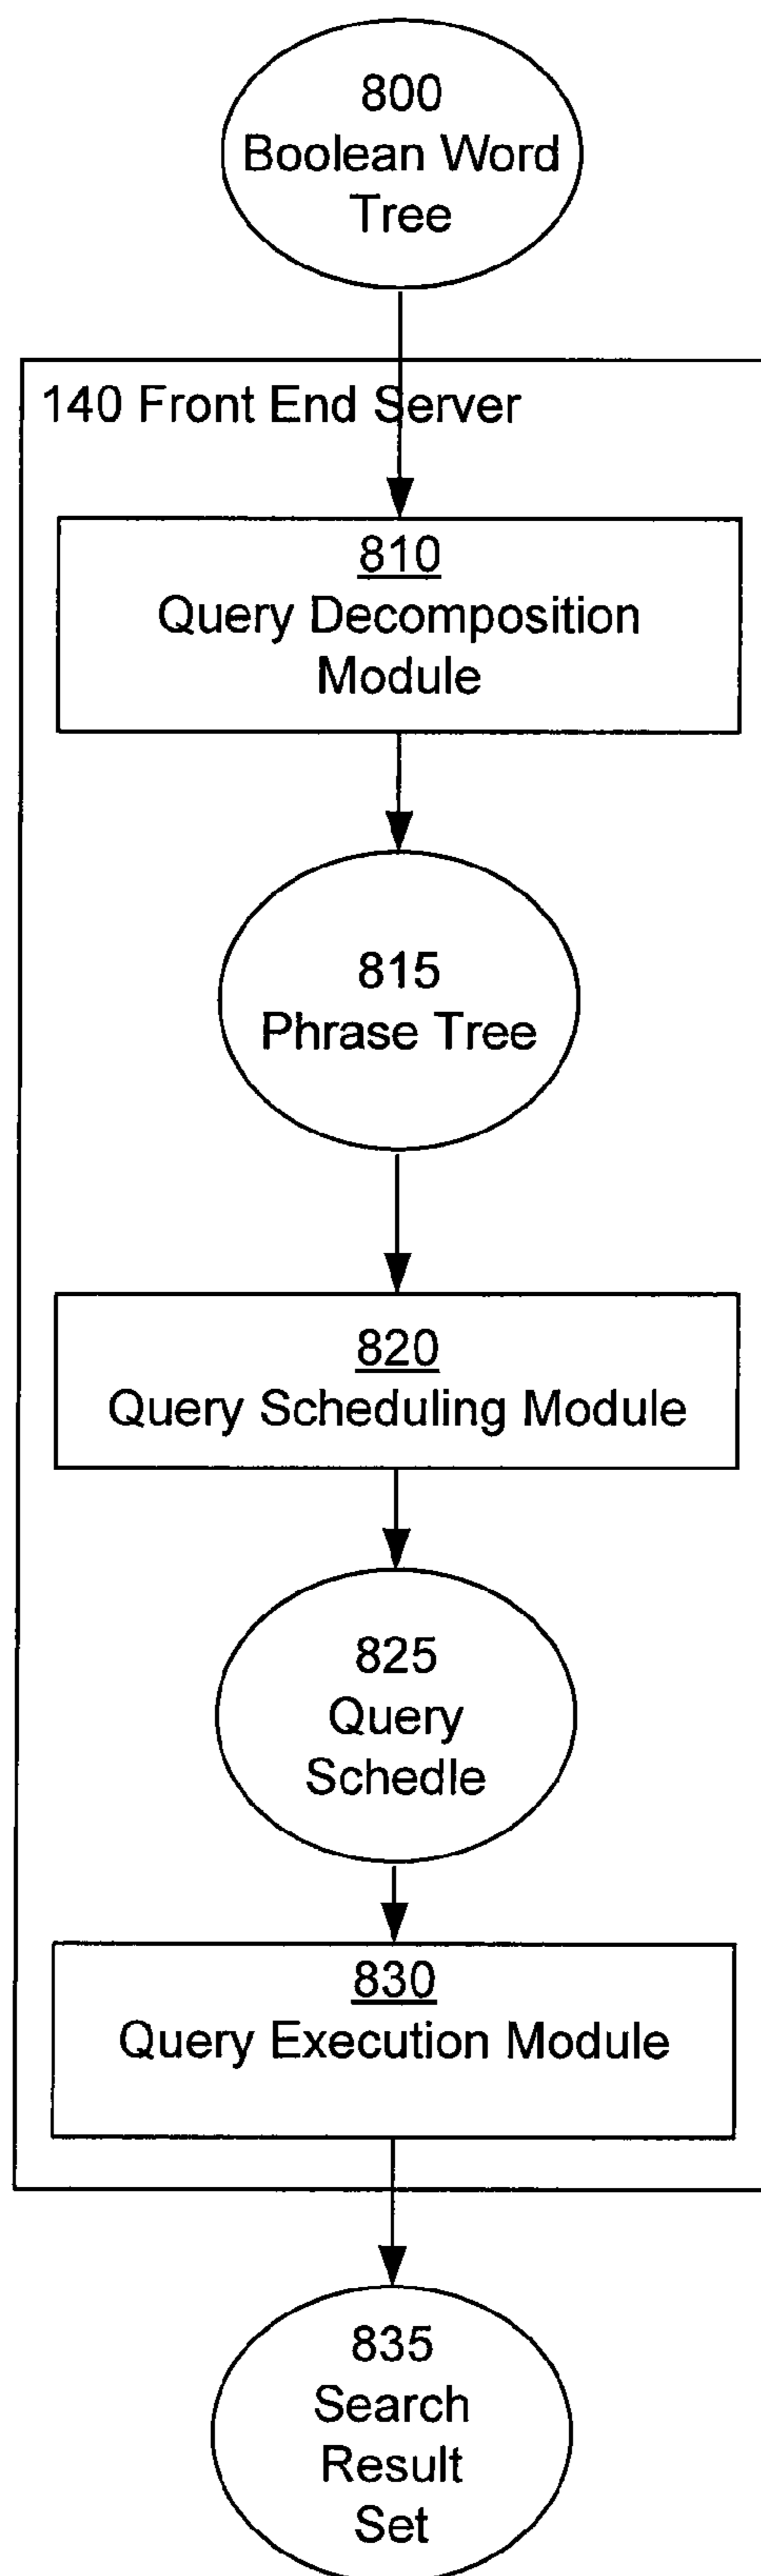 800
Boolean Word
Tree
140 Front End Server
810
Query Decomposition
Module
815
Phrase Tree
820
Query Scheduling Module
825
Query
Schedle
830
Query Execution Module
835
Search
Result
Set